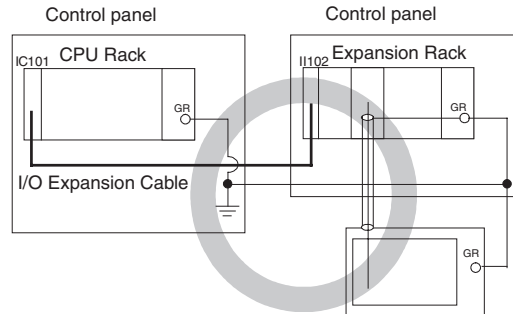 Control panel
Control panel
IC101
CPU Rack
II102
Expansion Rack
GR
GR
I/O Expansion Cable
GR